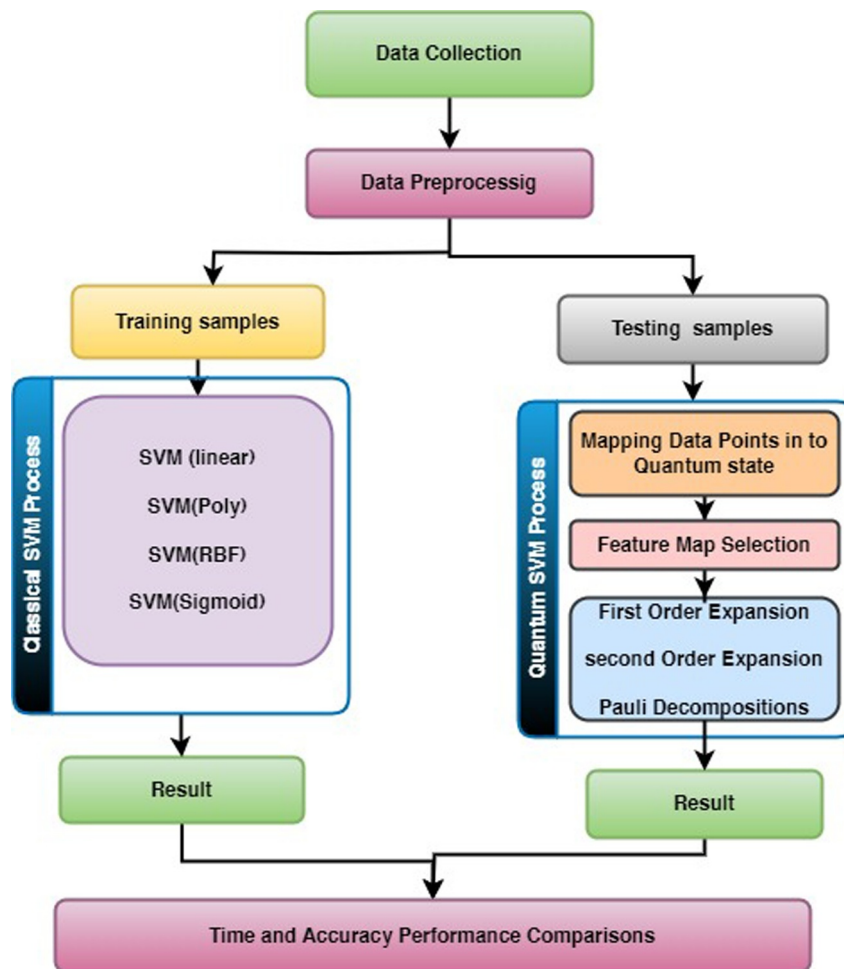 Data Collection
Data Preprocessig
Training samples
Testing samples
Classical SVM Process
SVM (linear)
SVM(Poly)
SVM(RBF)
SVM(Sigmoid)
Quantum SVM Process
Mapping Data Points in to
Quantum state
Feature Map Selection
First Order Expansion
second Order Expansion
Pauli Decompositions
Result
Result
Time and Accuracy Performance Comparisons